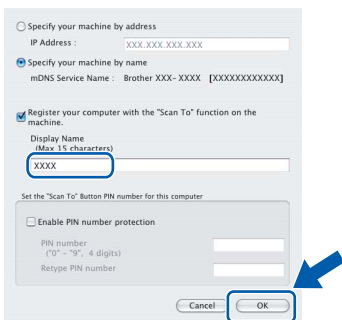 Specify your machine by address
IP Address : XXX.XXX.XXX.XXX
Specify your machine by name
mDNS Service Name : Brother XXX- XXXX [XXXXXXXXXXXX]
Register your computer with the "Scan To" function on the
machine.
Display Name
(Max 15 characters)
XXXX
Set the "Scan To" Button PIN number for this computer
Enable PIN number protection
PIN number
("0" - "9", 4 digits)
Retype PIN number
Cancel OK